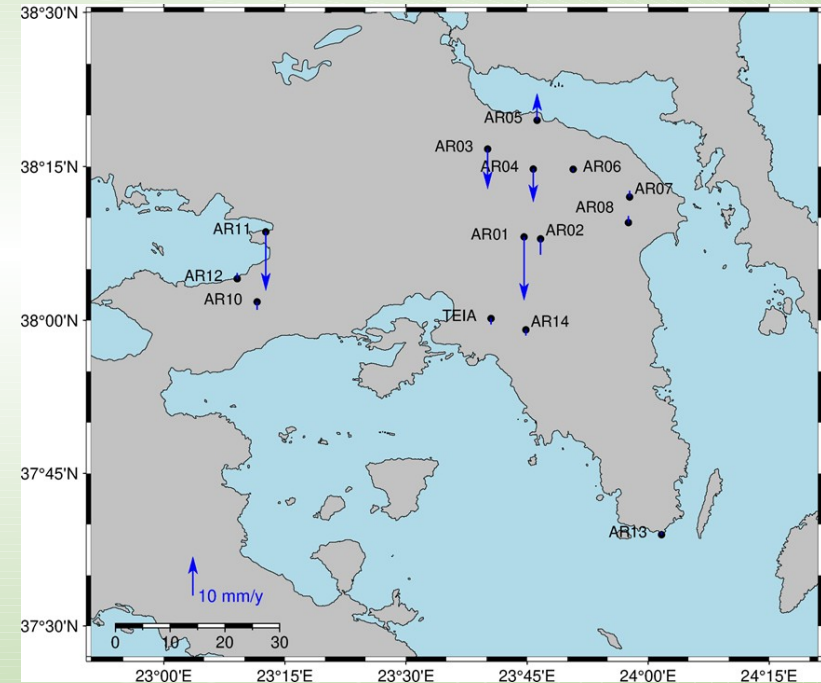 38°30'N
AR05
AR03
38°15'N
AR04
AR06
AR07
AR08
AR11
AR01
AR02
AR12
AR10
38°00'N
TEIA
AR14
37°45'N
AR13
10 mm/y
37°30'N
0 10 20 30
23°00'E 23°15'E 23°30'E 23°45'E 24°00'E 24°15'E